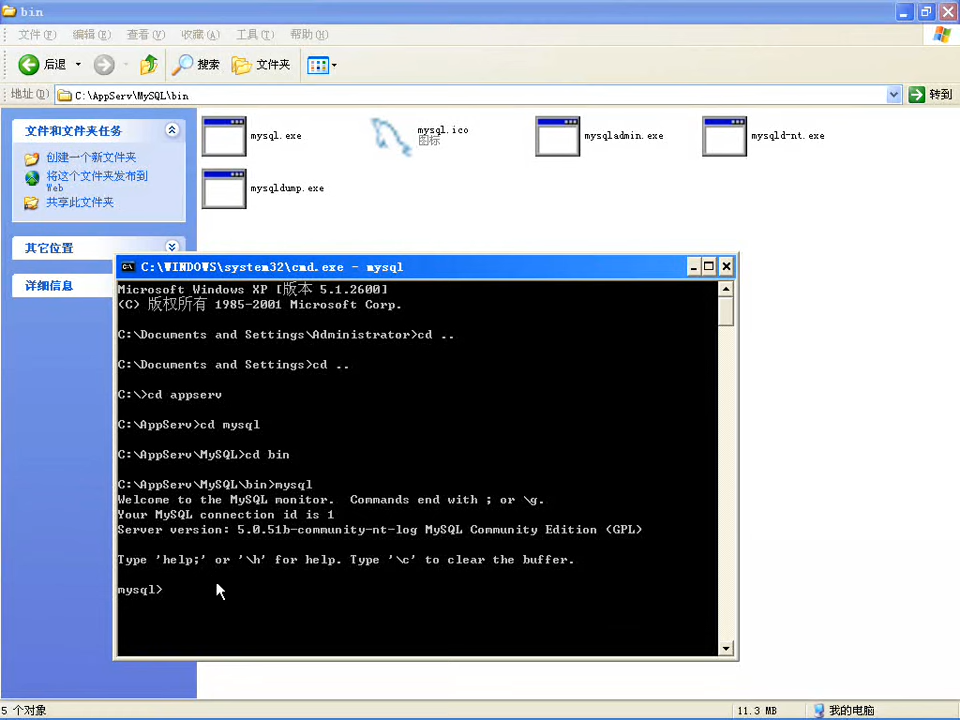 bin
文件(F) 编辑(E) 查看(V) 收藏(A) 工具(T) 帮助(H)
后退 搜索 文件夹
地址(D) C:\AppServ\MySQL\bin 转到
文件和文件夹任务
创建一个新文件夹
将这个文件夹发布到
Web
共享此文件夹
其它位置
详细信息
mysql.exe
mysql.ico
图标
mysqladmin.exe
mysqld-nt.exe
mysqldump.exe
C:\WINDOWS\system32\cmd.exe - mysql
Microsoft Windows XP [版本 5.1.2600]
(C) 版权所有 1985-2001 Microsoft Corp.
C:\Documents and Settings\Administrator>cd ..
C:\Documents and Settings>cd ..
C:\>cd appserv
C:\AppServ>cd mysql
C:\AppServ\MySQL>cd bin
C:\AppServ\MySQL\bin>mysql
Welcome to the MySQL monitor.  Commands end with ; or \g.
Your MySQL connection id is 1
Server version: 5.0.51b-community-nt-log MySQL Community Edition (GPL)
Type 'help;' or '\h' for help. Type '\c' to clear the buffer.
mysql>
5 个对象 11.3 MB 我的电脑